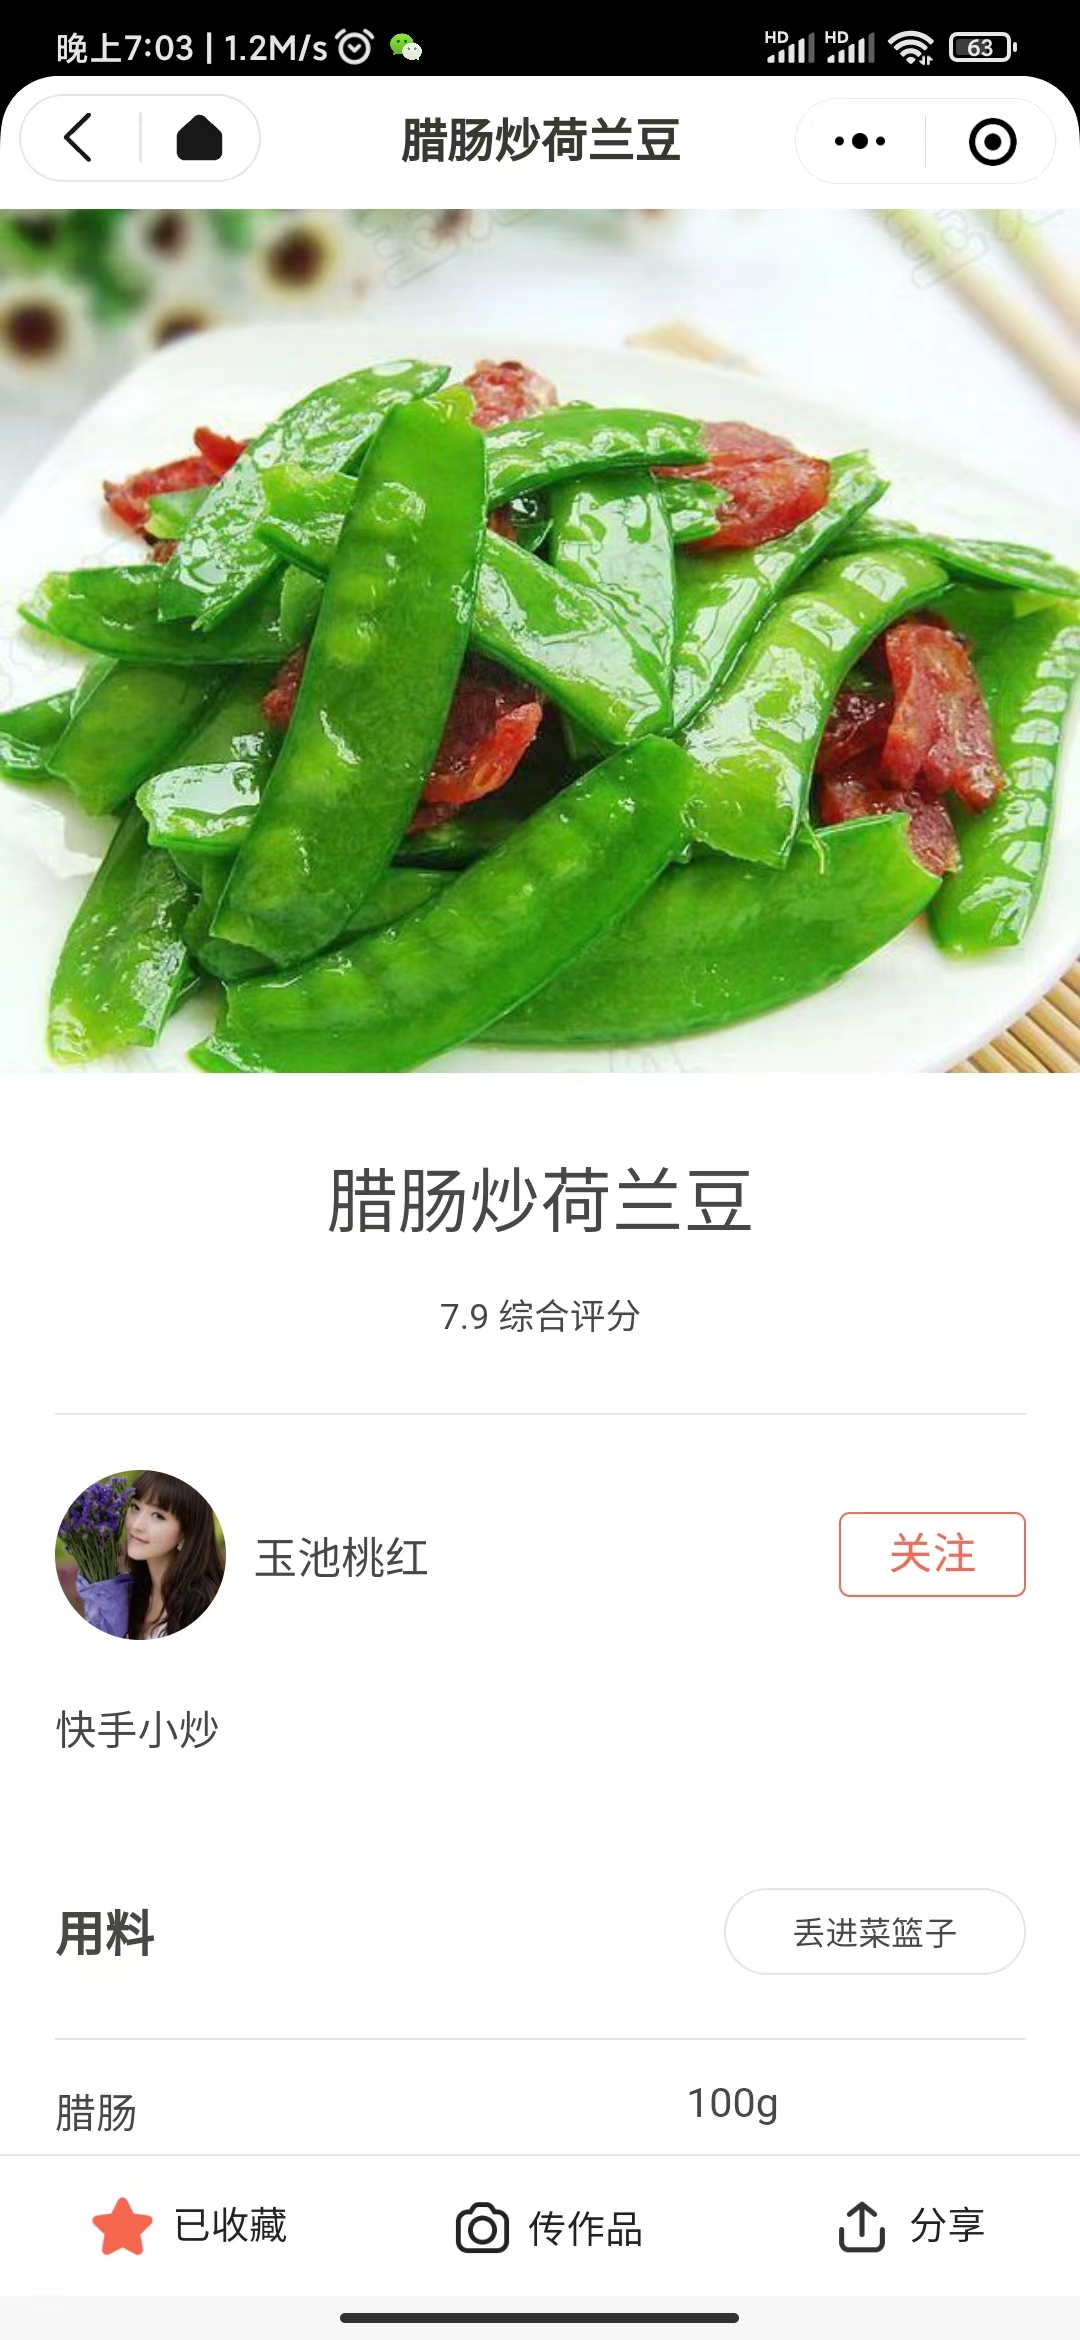 晚上7:03 | 1.2M/s
HD HD 63
腊肠炒荷兰豆
腊肠炒荷兰豆
7.9 综合评分
玉池桃红
关注
快手小炒
用料
丢进菜篮子
腊肠 100g
已收藏 传作品 分享